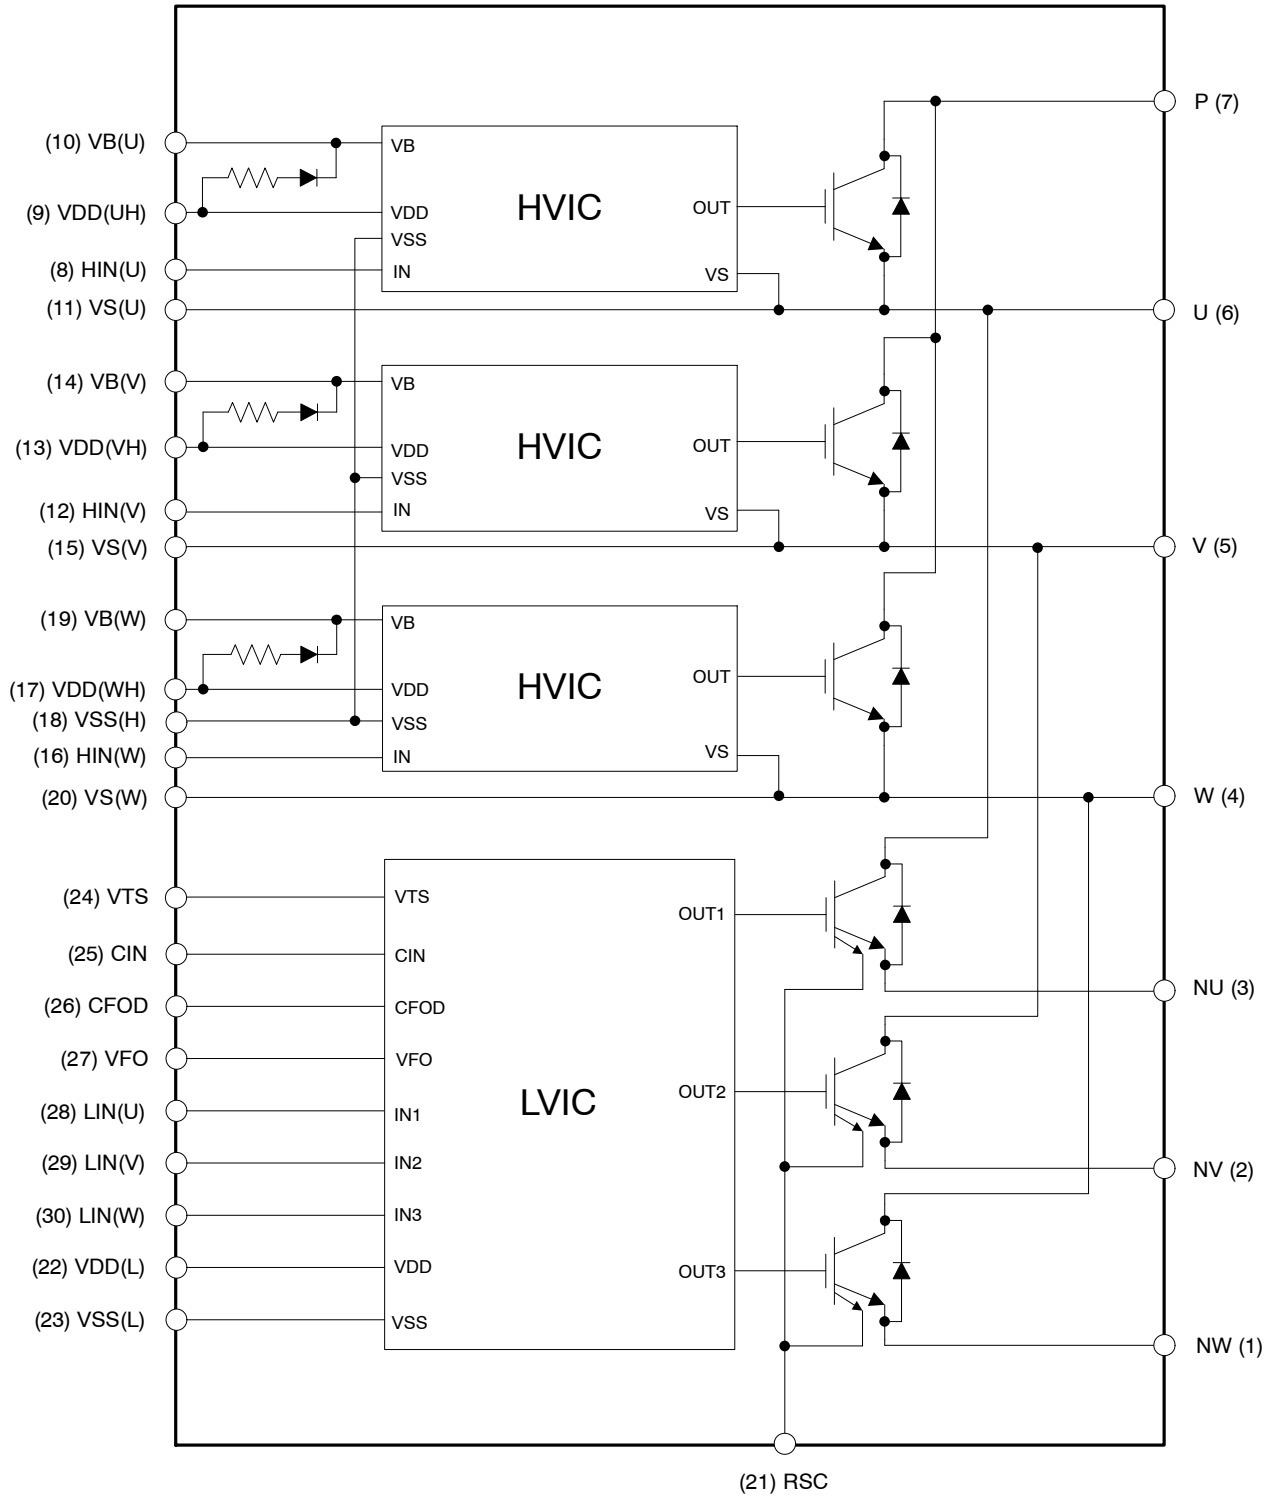 P (7)
(10) VB(U)
VB
(9) VDD(UH)
VDD
HVIC
OUT
VSS
(8) HIN(U)
IN
VS
(11) VS(U)
U (6)
(14) VB(V)
VB
(13) VDD(VH)
VDD
HVIC
OUT
VSS
(12) HIN(V)
IN
VS
(15) VS(V)
V (5)
(19) VB(W)
VB
(17) VDD(WH)
VDD
HVIC
OUT
(18) VSS(H)
VSS
(16) HIN(W)
IN
VS
(20) VS(W)
W (4)
(24) VTS
VTS
OUT1
(25) CIN
CIN
NU (3)
(26) CFOD
CFOD
(27) VFO
VFO
LVIC
OUT2
(28) LIN(U)
IN1
(29) LIN(V)
IN2
NV (2)
(30) LIN(W)
IN3
(22) VDD(L)
VDD
OUT3
(23) VSS(L)
VSS
NW (1)
(21) RSC